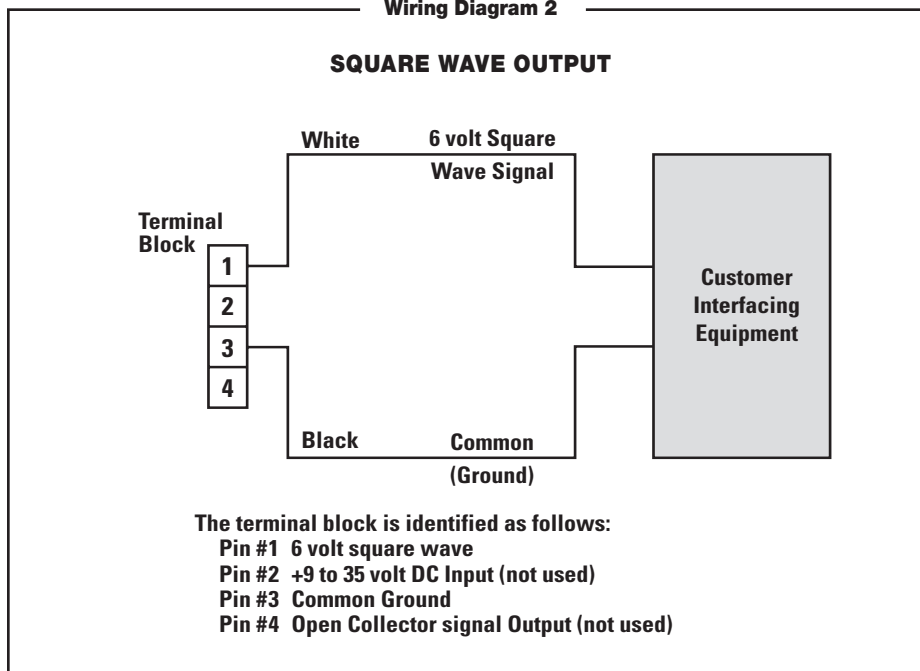 Wiring Diagram 2
SQUARE WAVE OUTPUT
White
6 volt Square
Wave Signal
Terminal
Block
1
2
3
4
Customer
Interfacing
Equipment
Black
Common
(Ground)
The terminal block is identified as follows:
Pin #1 6 volt square wave
Pin #2 +9 to 35 volt DC Input (not used)
Pin #3 Common Ground
Pin #4 Open Collector signal Output (not used)